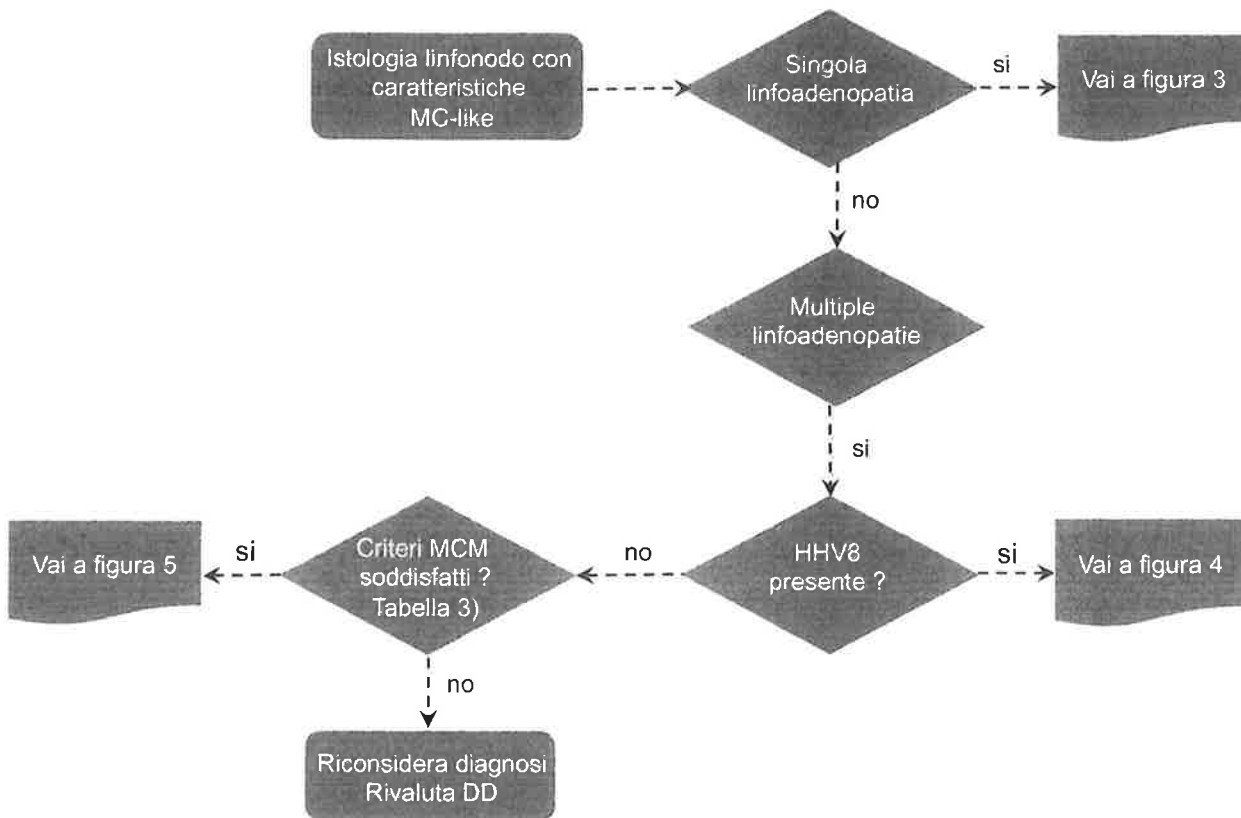 Istologia linfonodo con
caratteristiche
MC-like
Singola
linfoadenopatia
si
Vai a figura 3
no
Multiple
linfoadenopatie
si
HHV8
presente ?
si
Vai a figura 4
no
Criteri MCM
soddisfatti ?
Tabella 3)
si
Vai a figura 5
no
Riconsidera diagnosi
Rivaluta DD